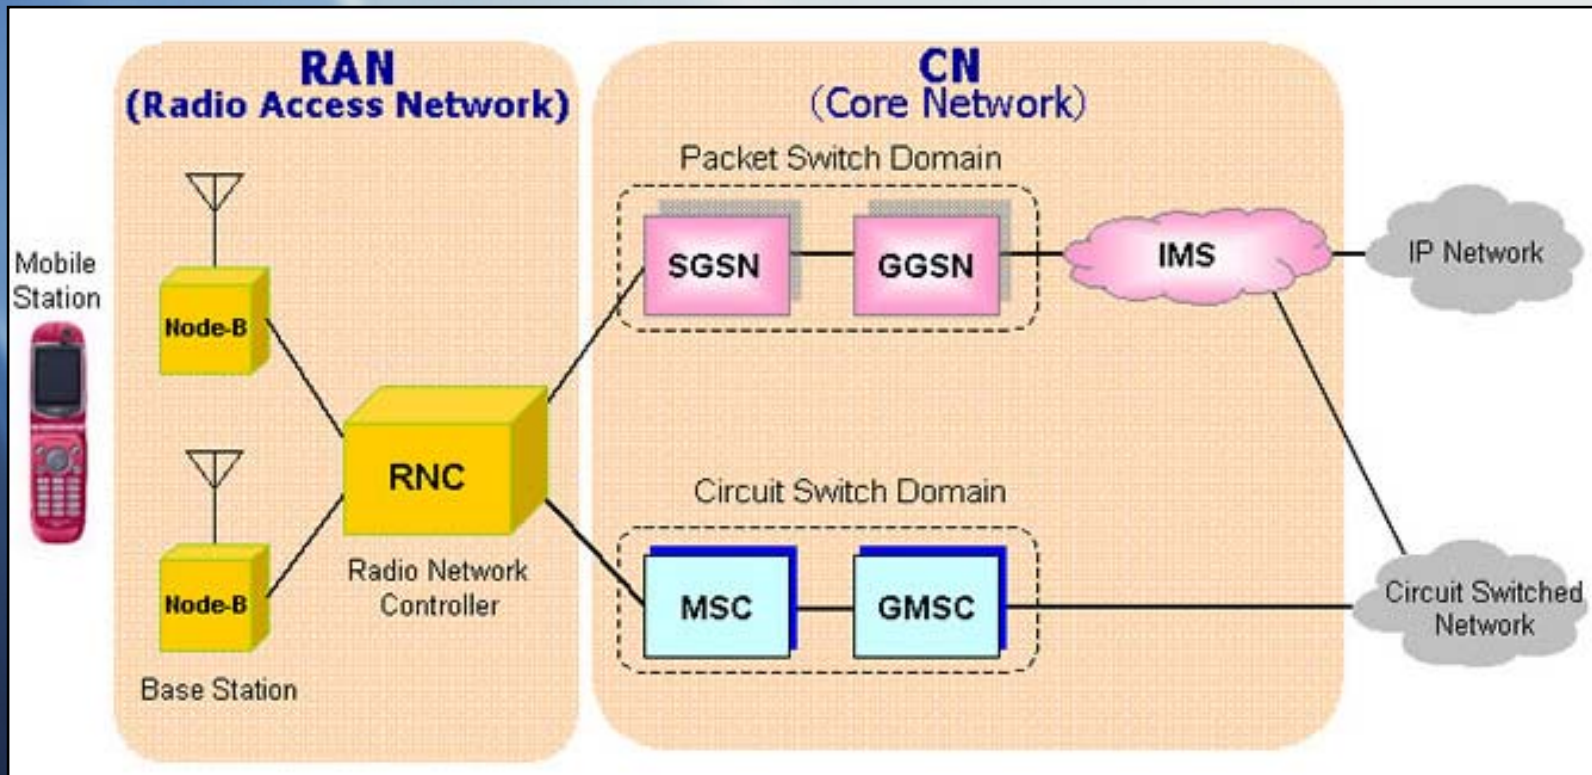 RAN
(Radio Access Network)
CN
(Core Network)
Packet Switch Domain
SGSN
GGSN
IMS
IP Network
Mobile
Station
Node-B
RNC
Radio Network
Controller
Node-B
Base Station
Circuit Switch Domain
MSC
GMSC
Circuit Switched
Network